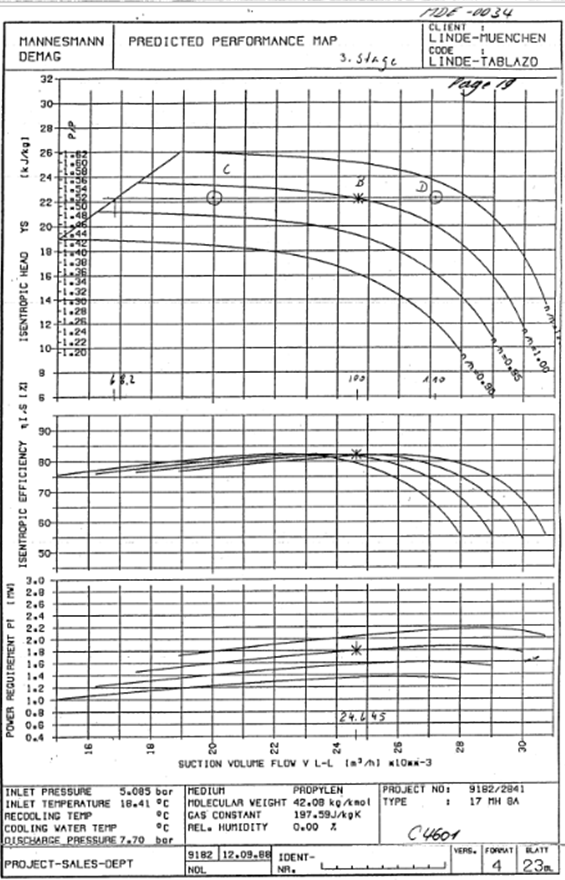 MDE-0034
MANNESMANN
DEMAG
PREDICTED PERFORMANCE MAP
3. Stage
CLIENT :
LINDE-MUENCHEN
CODE :
LINDE-TABLAZO
Page 19
ISENTROPIC HEAD YS [kJ/kg]
32
30
28
26
24
22
20
18
16
14
12
10
8
6
P/P
1.62
1.60
1.58
1.56
1.54
1.50
1.48
1.46
1.44
1.42
1.40
1.38
1.36
1.34
1.32
1.30
1.28
1.26
1.24
1.22
1.20
C
B
D
n/n=1.00
n/n=0.95
n/n=0.90
68.2
100
110
ISENTROPIC EFFICIENCY ηI/S [%]
90
80
70
60
50
POWER REQUIREMENT PI [MW]
3.0
2.8
2.6
2.4
2.2
2.0
1.8
1.6
1.4
1.2
1.0
0.8
0.6
0.4
24.645
16
18
20
22
24
26
28
30
SUCTION VOLUME FLOW V L-L [m³/h] *10**-3
INLET PRESSURE 5.085 bar
INLET TEMPERATURE 18.41 °C
RECOOLING TEMP °C
COOLING WATER TEMP °C
DISCHARGE PRESSURE 7.70 bar
MEDIUM PROPYLEN
MOLECULAR WEIGHT 42.08 kg/kmol
GAS CONSTANT 197.59J/kgK
REL. HUMIDITY 0.00 %
PROJECT NO: 9182/2841
TYPE : 17 MH 8A
C4601
PROJECT-SALES-DEPT
9182 12.09.88
NDL
IDENT-
NR.
VERS.
FORMAT
4
BLATT
23